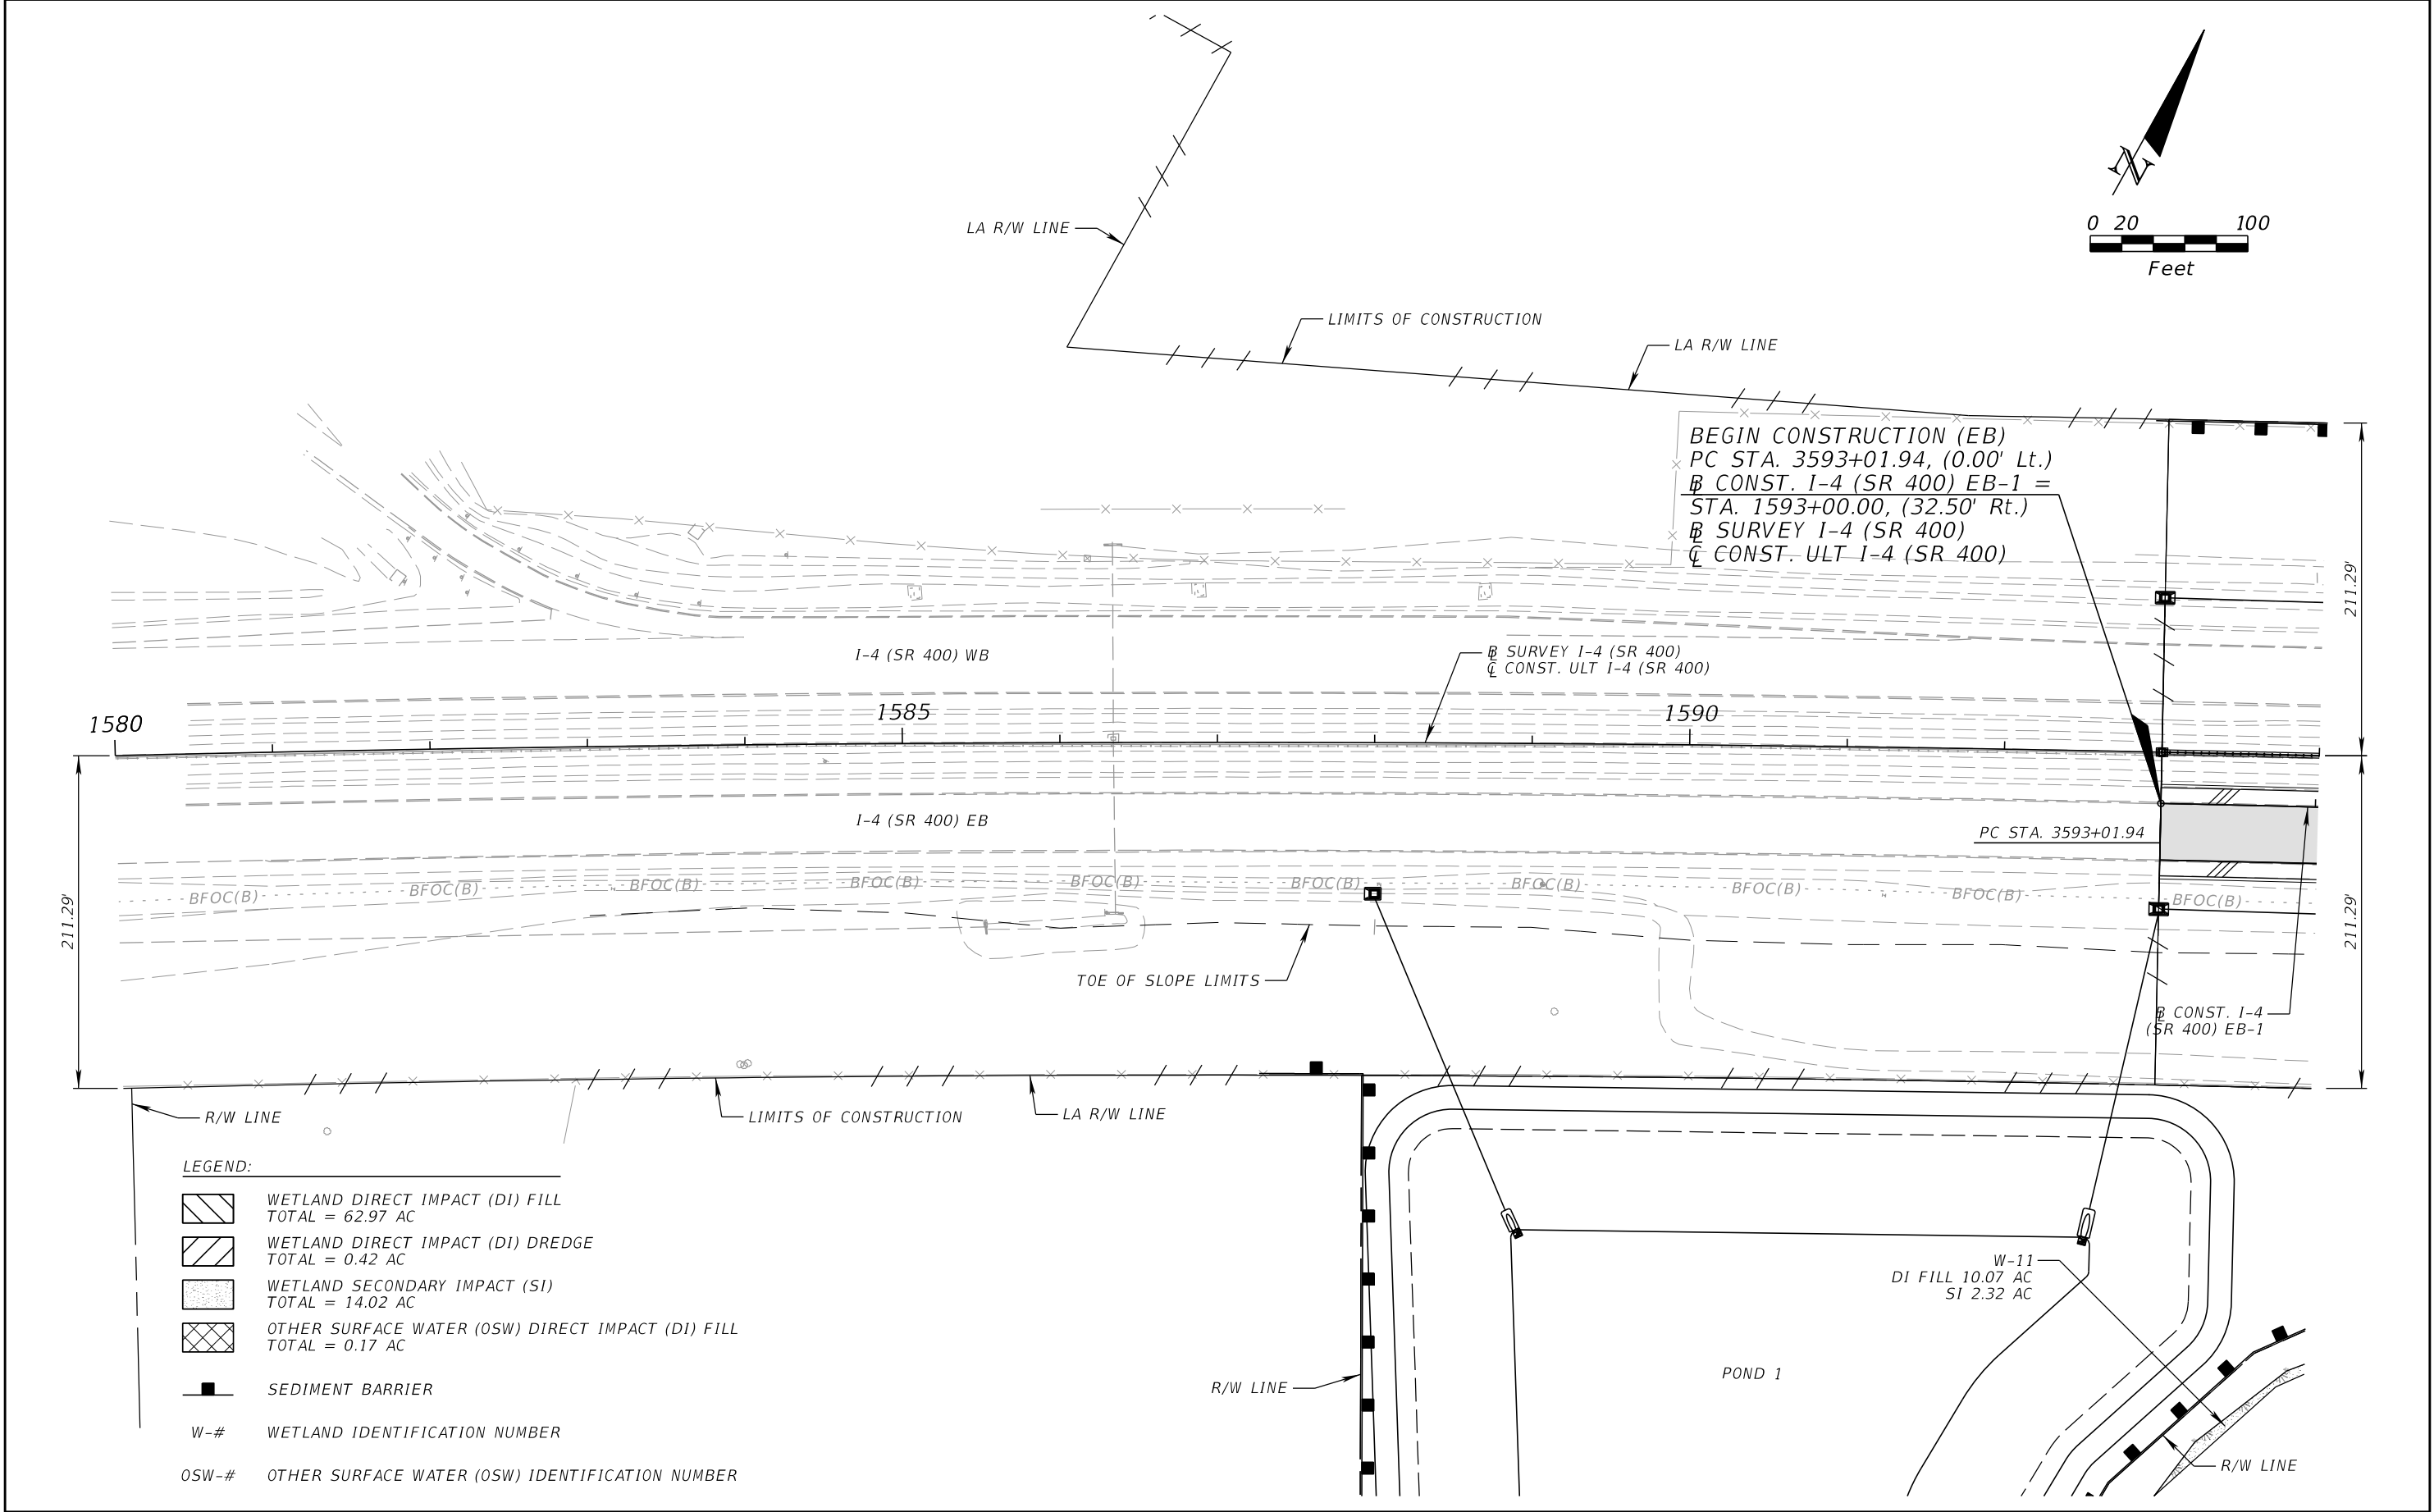 N
0 20 100
Feet
LA R/W LINE
LIMITS OF CONSTRUCTION
LA R/W LINE
BEGIN CONSTRUCTION (EB)
PC STA. 3593+01.94, (0.00' Lt.)
BL CONST. I-4 (SR 400) EB-1 =
STA. 1593+00.00, (32.50' Rt.)
BL SURVEY I-4 (SR 400)
CL CONST. ULT I-4 (SR 400)
211.29'
I-4 (SR 400) WB
BL SURVEY I-4 (SR 400)
CL CONST. ULT I-4 (SR 400)
1580
1585
1590
I-4 (SR 400) EB
PC STA. 3593+01.94
BFOC(B) BFOC(B) BFOC(B) BFOC(B) BFOC(B) BFOC(B) BFOC(B) BFOC(B) BFOC(B) BFOC(B)
211.29'
211.29'
TOE OF SLOPE LIMITS
BL CONST. I-4
(SR 400) EB-1
R/W LINE
LIMITS OF CONSTRUCTION
LA R/W LINE
LEGEND:
WETLAND DIRECT IMPACT (DI) FILL
TOTAL = 62.97 AC
WETLAND DIRECT IMPACT (DI) DREDGE
TOTAL = 0.42 AC
WETLAND SECONDARY IMPACT (SI)
TOTAL = 14.02 AC
OTHER SURFACE WATER (OSW) DIRECT IMPACT (DI) FILL
TOTAL = 0.17 AC
SEDIMENT BARRIER
W-# WETLAND IDENTIFICATION NUMBER
OSW-# OTHER SURFACE WATER (OSW) IDENTIFICATION NUMBER
W-11
DI FILL 10.07 AC
SI 2.32 AC
R/W LINE
POND 1
R/W LINE